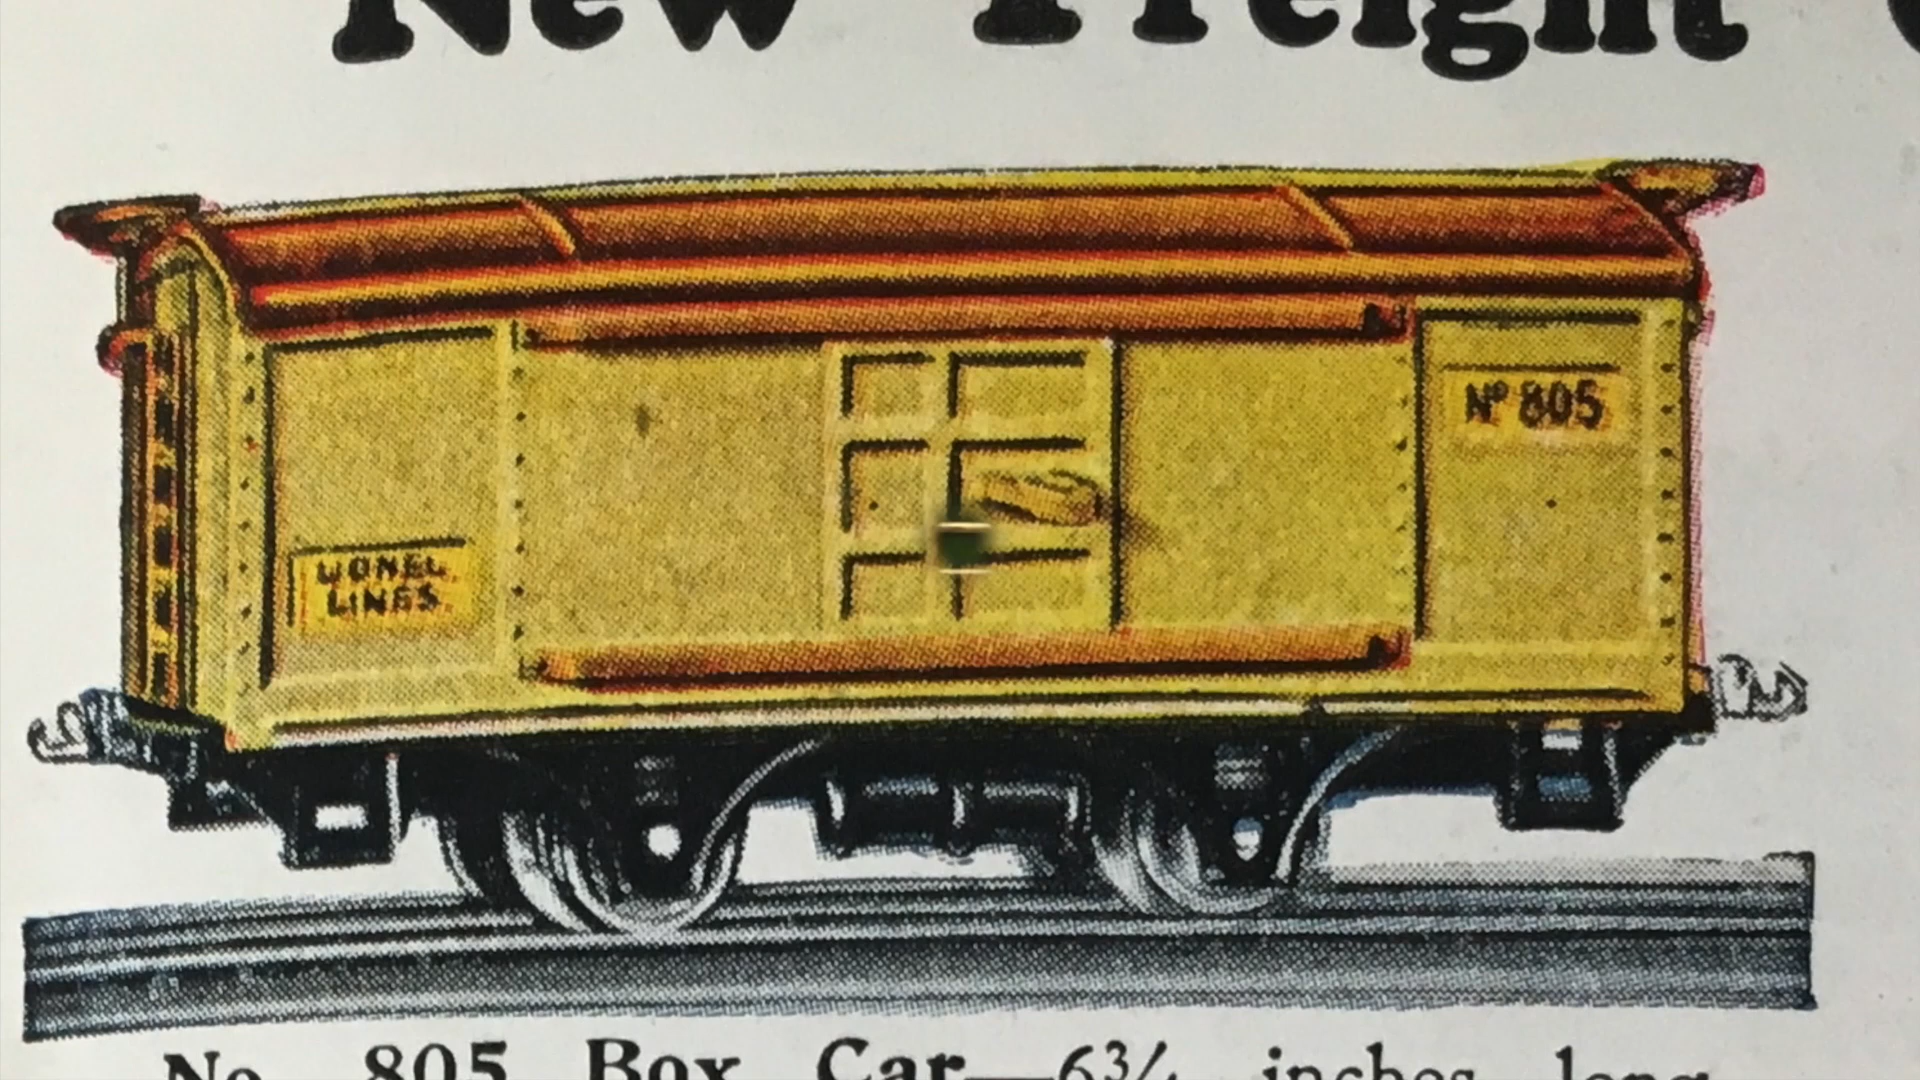 New Freight
Nº 805
LIONEL
LINES
No. 805 Box Car—6¾ inches long